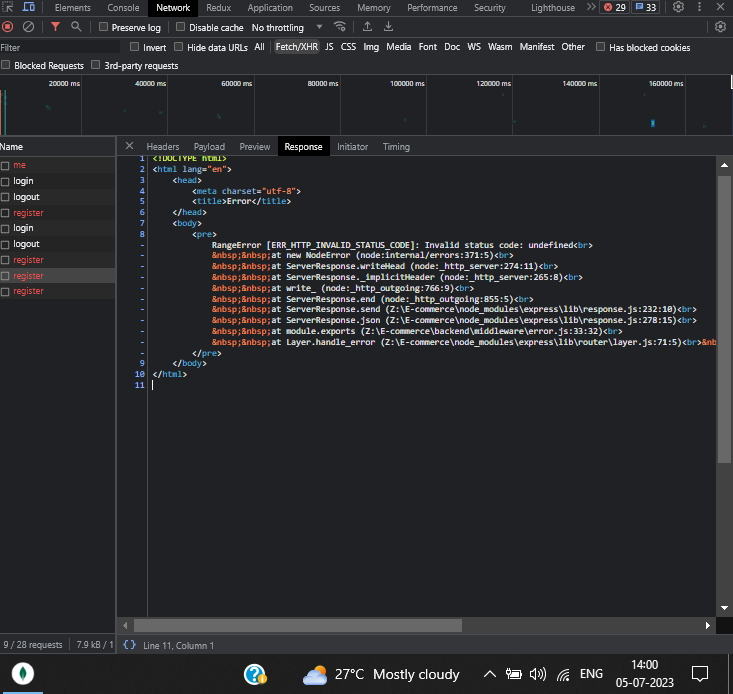 Elements Console Network Redux Application Sources Memory Performance Security Lighthouse 29 33
Preserve log Disable cache No throttling
Filter Invert Hide data URLs All Fetch/XHR JS CSS Img Media Font Doc WS Wasm Manifest Other Has blocked cookies
Blocked Requests 3rd-party requests
20000 ms 40000 ms 60000 ms 80000 ms 100000 ms 120000 ms 140000 ms 160000 ms
Name
me
login
logout
register
login
logout
register
register
register
Headers Payload Preview Response Initiator Timing
1 <!DOCTYPE html>
2 <html lang="en">
3 <head>
4 <meta charset="utf-8">
5 <title>Error</title>
6 </head>
7 <body>
8 <pre>
- RangeError [ERR_HTTP_INVALID_STATUS_CODE]: Invalid status code: undefined<br>
- &nbsp;&nbsp;at new NodeError (node:internal/errors:371:5)<br>
- &nbsp;&nbsp;at ServerResponse.writeHead (node:_http_server:274:11)<br>
- &nbsp;&nbsp;at ServerResponse._implicitHeader (node:_http_server:265:8)<br>
- &nbsp;&nbsp;at write_ (node:_http_outgoing:766:9)<br>
- &nbsp;&nbsp;at ServerResponse.end (node:_http_outgoing:855:5)<br>
- &nbsp;&nbsp;at ServerResponse.send (Z:\E-commerce\node_modules\express\lib\response.js:232:10)<br>
- &nbsp;&nbsp;at ServerResponse.json (Z:\E-commerce\node_modules\express\lib\response.js:278:15)<br>
- &nbsp;&nbsp;at module.exports (Z:\E-commerce\backend\middleware\error.js:33:32)<br>
- &nbsp;&nbsp;at Layer.handle_error (Z:\E-commerce\node_modules\express\lib\router\layer.js:71:5)<br>&nb
- </pre>
9 </body>
10 </html>
11
9 / 28 requests 7.9 kB / 1 {} Line 11, Column 1
27°C Mostly cloudy ENG 14:00
05-07-2023